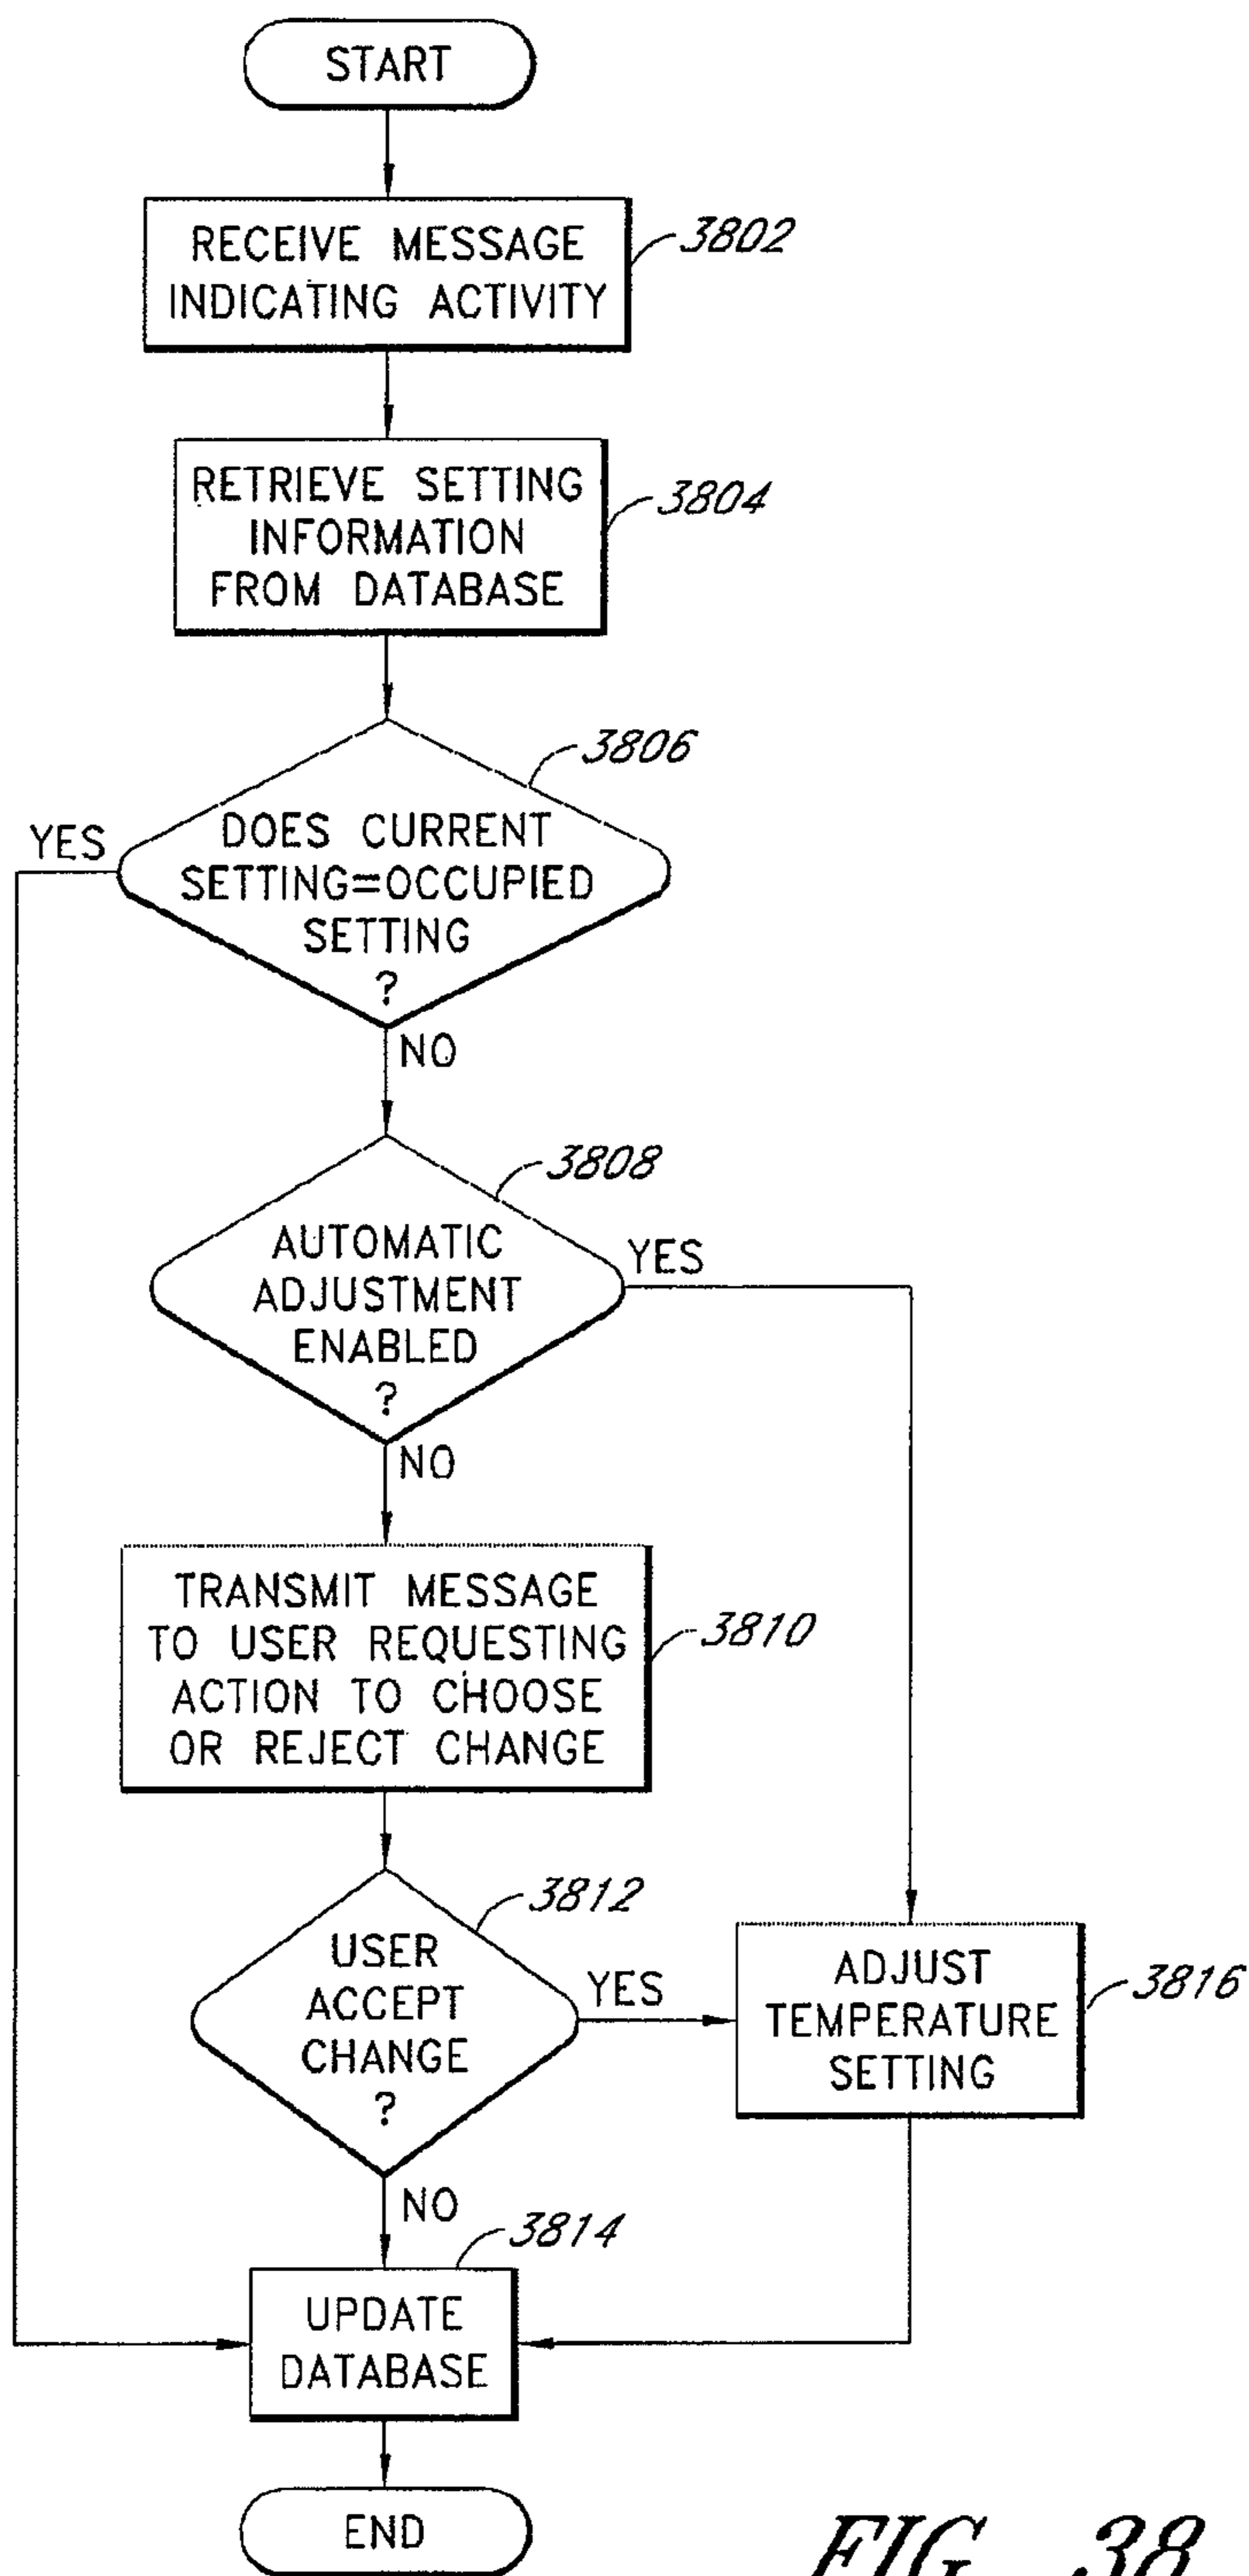 START
RECEIVE MESSAGE
INDICATING ACTIVITY
3802
RETRIEVE SETTING
INFORMATION
FROM DATABASE
3804
3806
DOES CURRENT
SETTING=OCCUPIED
SETTING
?
YES
NO
3808
AUTOMATIC
ADJUSTMENT
ENABLED
?
YES
NO
TRANSMIT MESSAGE
TO USER REQUESTING
ACTION TO CHOOSE
OR REJECT CHANGE
3810
3812
USER
ACCEPT
CHANGE
?
YES
ADJUST
TEMPERATURE
SETTING
3816
NO
3814
UPDATE
DATABASE
END
FIG. 38